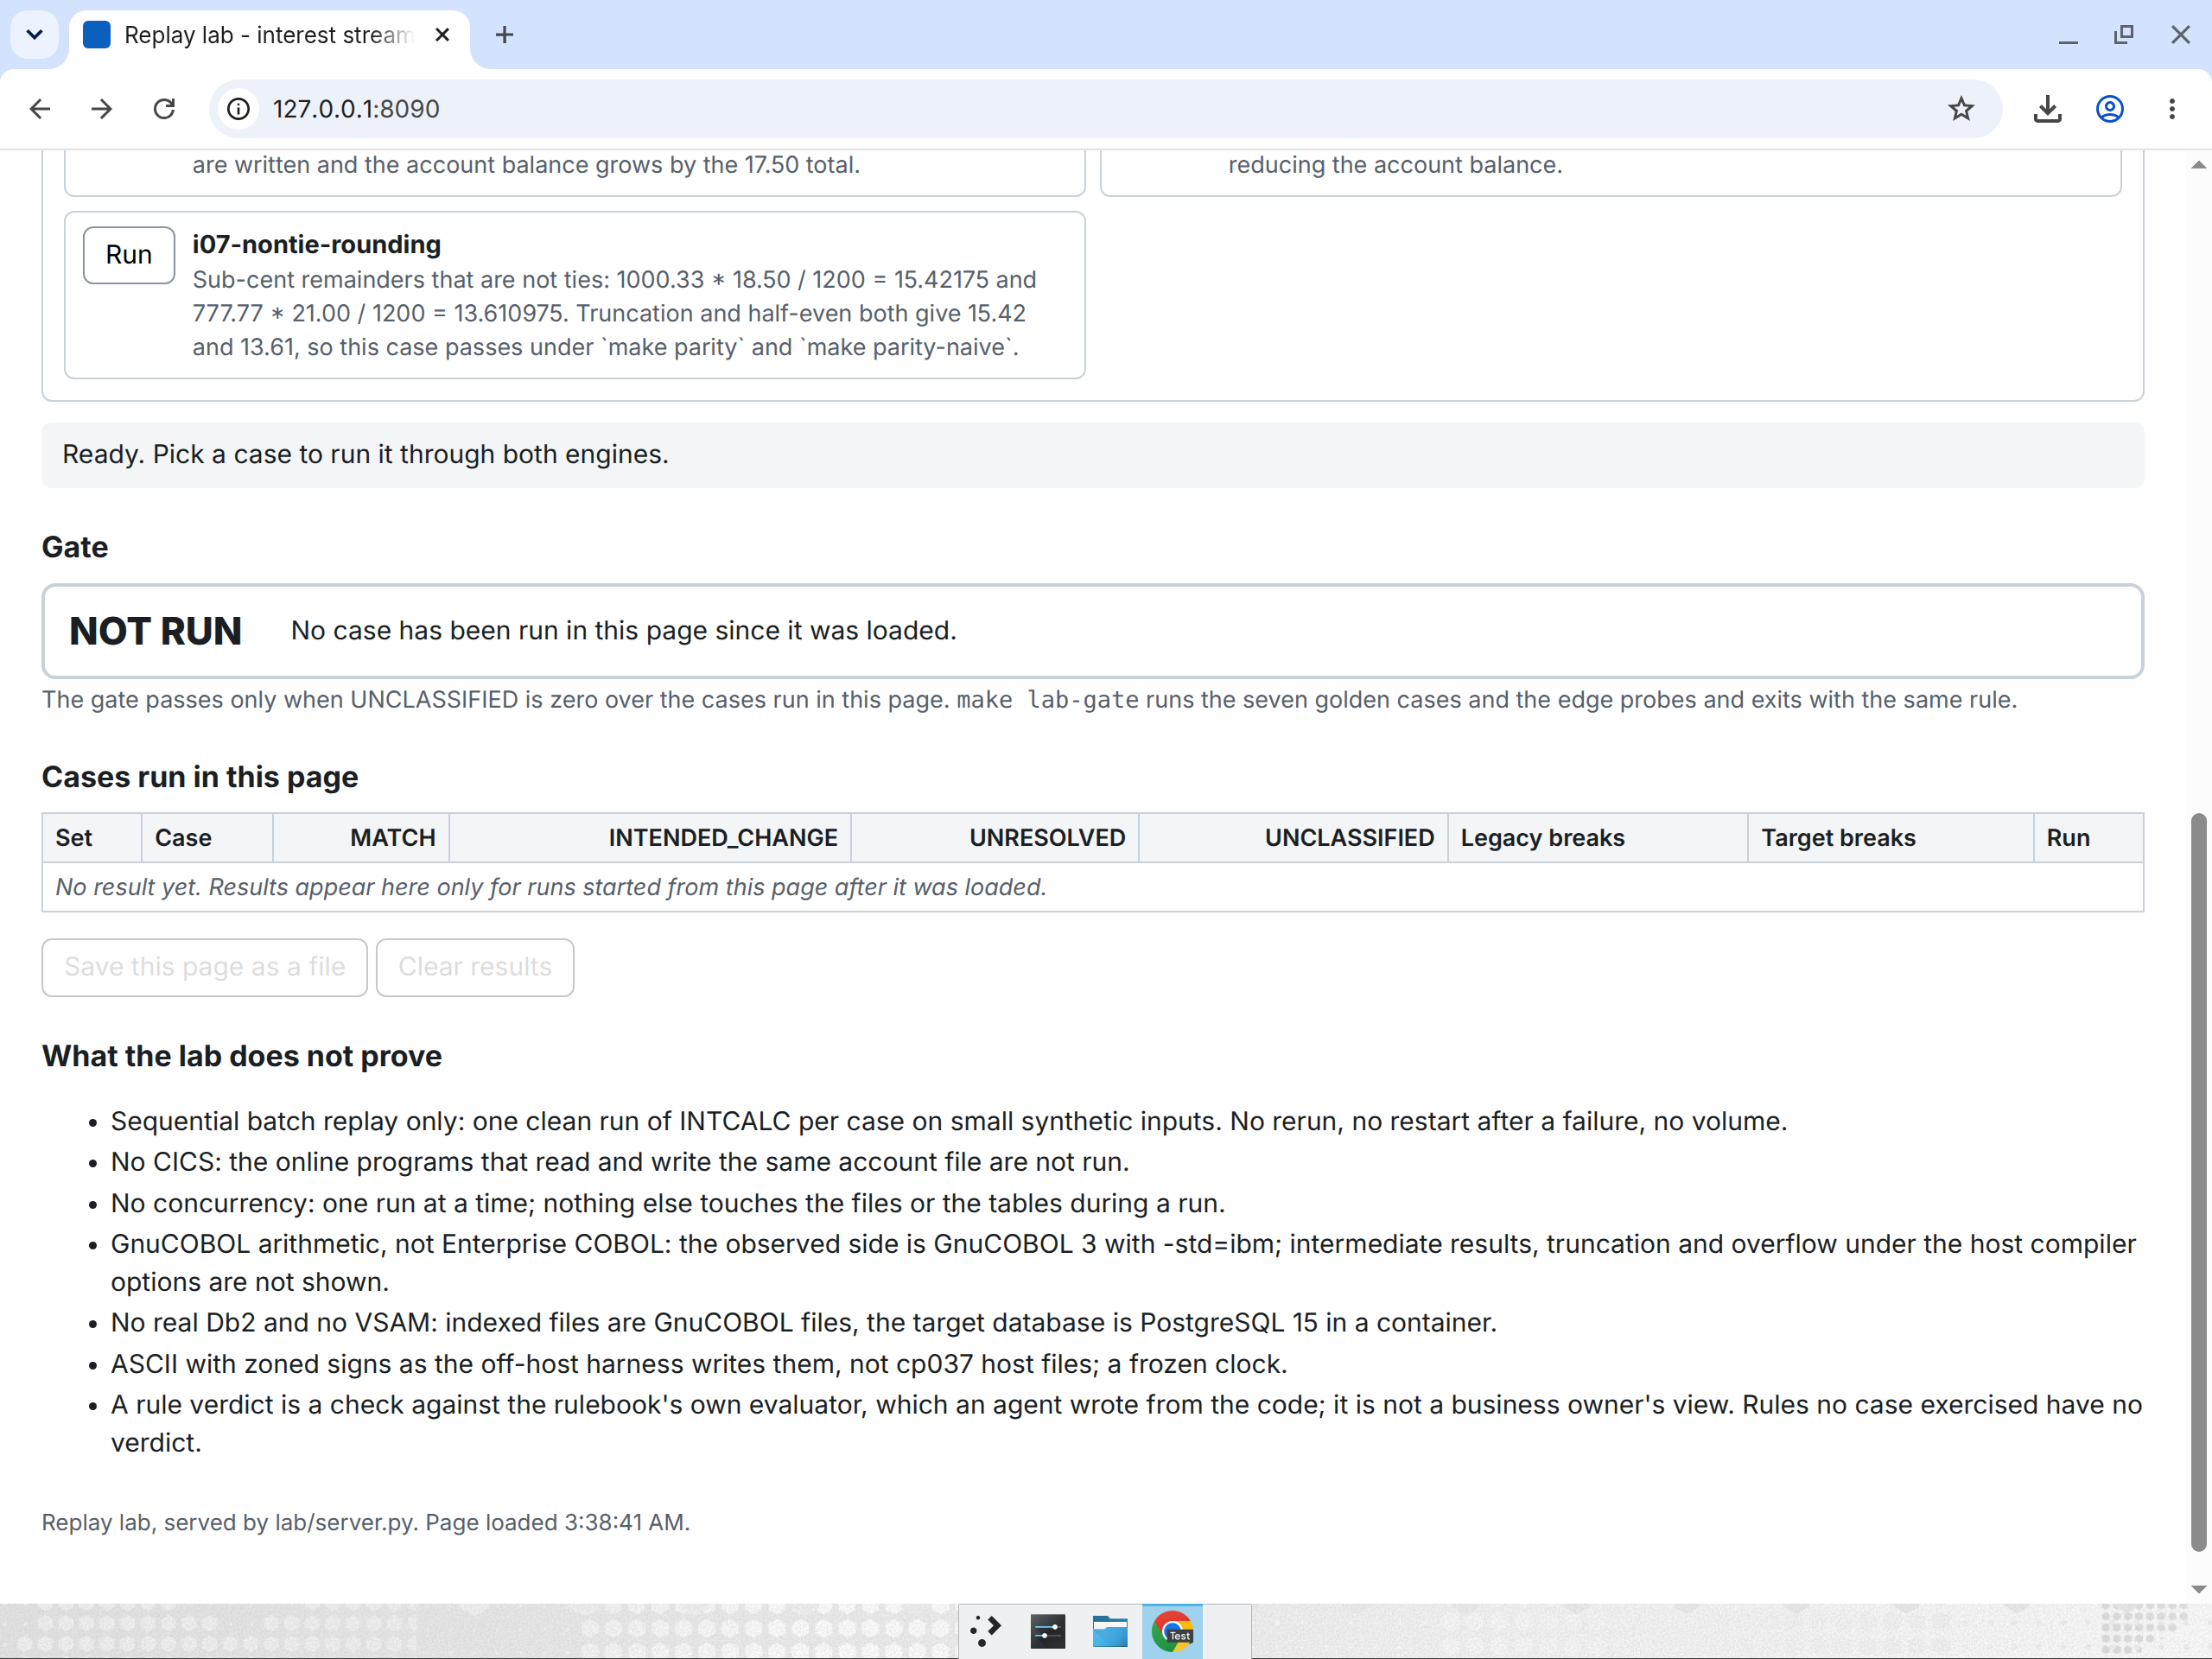 Replay lab - interest stream
127.0.0.1:8090
are written and the account balance grows by the 17.50 total.
reducing the account balance.
Run
i07-nontie-rounding
Sub-cent remainders that are not ties: 1000.33 * 18.50 / 1200 = 15.42175 and
777.77 * 21.00 / 1200 = 13.610975. Truncation and half-even both give 15.42
and 13.61, so this case passes under `make parity` and `make parity-naive`.
Ready. Pick a case to run it through both engines.
Gate
NOT RUN No case has been run in this page since it was loaded.
The gate passes only when UNCLASSIFIED is zero over the cases run in this page. make lab-gate runs the seven golden cases and the edge probes and exits with the same rule.
Cases run in this page
Set Case MATCH INTENDED_CHANGE UNRESOLVED UNCLASSIFIED Legacy breaks Target breaks Run
No result yet. Results appear here only for runs started from this page after it was loaded.
Save this page as a file Clear results
What the lab does not prove
• Sequential batch replay only: one clean run of INTCALC per case on small synthetic inputs. No rerun, no restart after a failure, no volume.
• No CICS: the online programs that read and write the same account file are not run.
• No concurrency: one run at a time; nothing else touches the files or the tables during a run.
• GnuCOBOL arithmetic, not Enterprise COBOL: the observed side is GnuCOBOL 3 with -std=ibm; intermediate results, truncation and overflow under the host compiler
options are not shown.
• No real Db2 and no VSAM: indexed files are GnuCOBOL files, the target database is PostgreSQL 15 in a container.
• ASCII with zoned signs as the off-host harness writes them, not cp037 host files; a frozen clock.
• A rule verdict is a check against the rulebook's own evaluator, which an agent wrote from the code; it is not a business owner's view. Rules no case exercised have no
verdict.
Replay lab, served by lab/server.py. Page loaded 3:38:41 AM.
Test